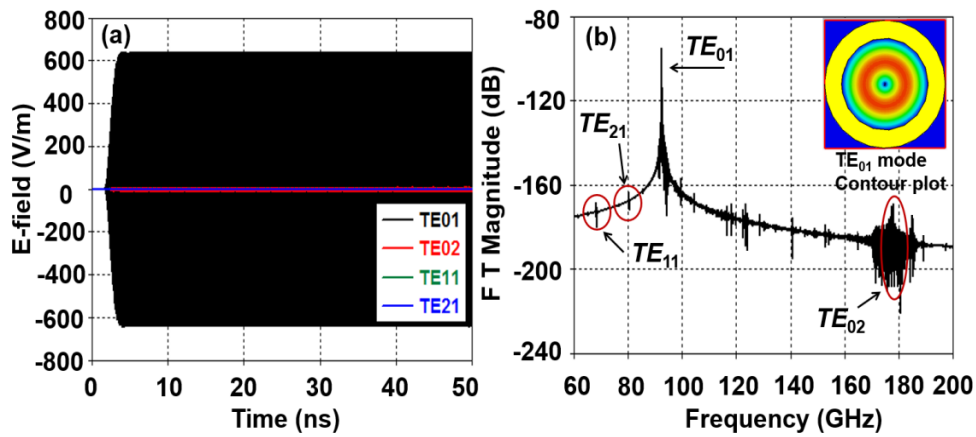 (a)
800
600
400
200
0
-200
-400
-600
-800
E-field (V/m)
0 10 20 30 40 50
Time (ns)
TE01
TE02
TE11
TE21
(b)
-80
-120
-160
-200
-240
F T Magnitude (dB)
60 80 100 120 140 160 180 200
Frequency (GHz)
TE01
TE21
TE11
TE02
TE01 mode
Contour plot